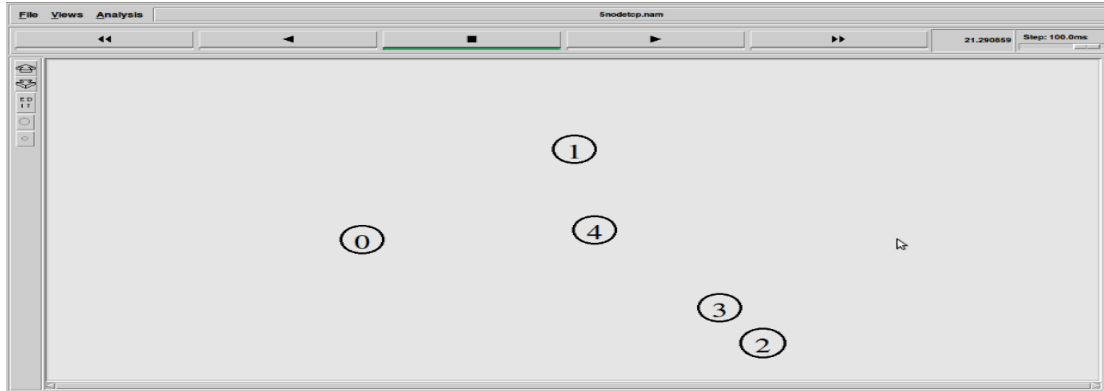 File Views Analysis 5nodetcp.nam
21.290859 Step: 100.0ms
E D
I T
1
0 4
3
2